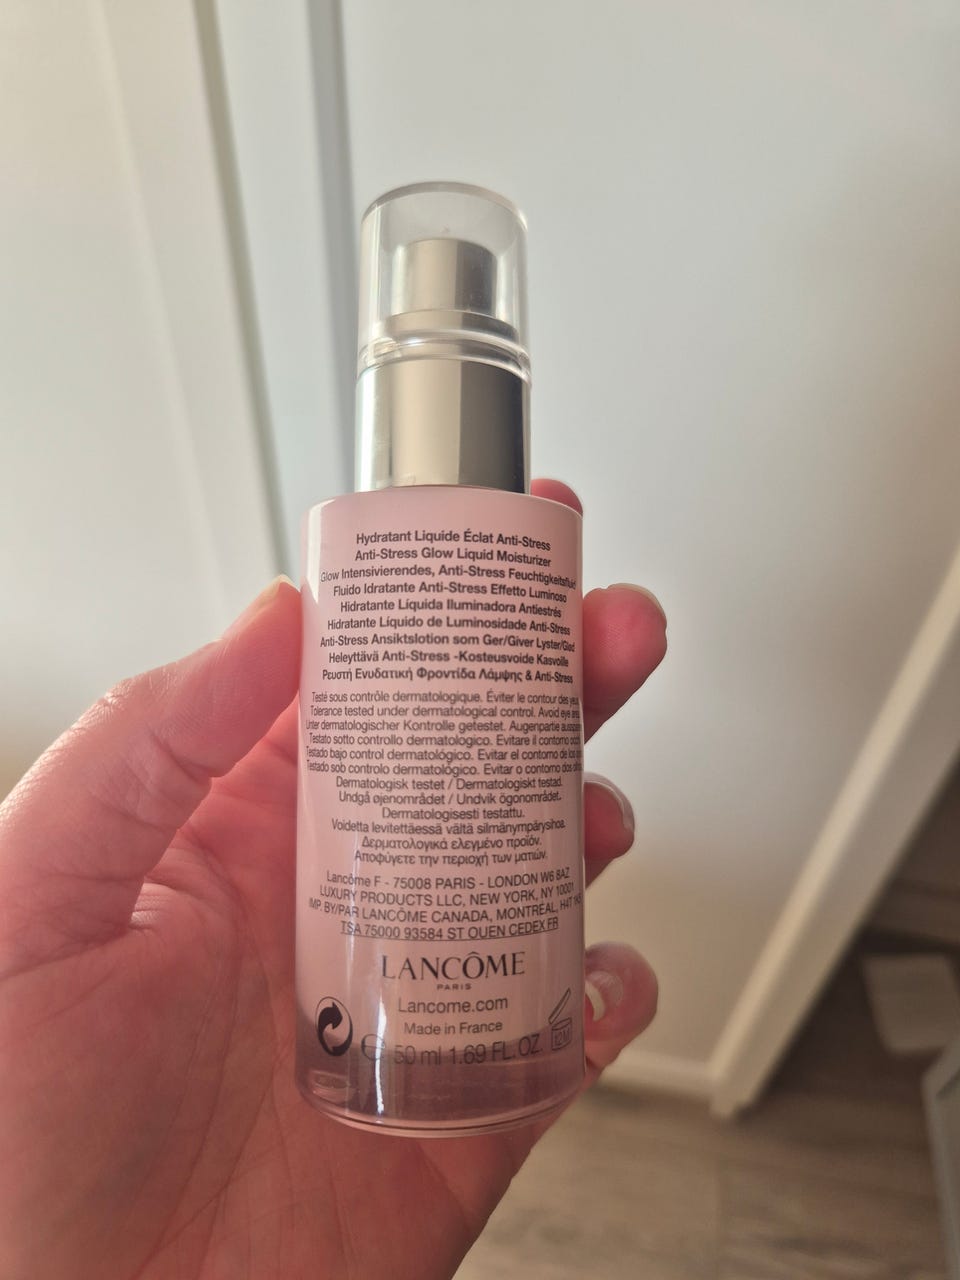 Hydratant Liquide Éclat Anti-Stress
Anti-Stress Glow Liquid Moisturizer
Glow Intensivierendes, Anti-Stress Feuchtigkeitsfluid
Fluido Idratante Anti-Stress Effetto Luminoso
Hidratante Líquida Iluminadora Antiestrés
Hidratante Líquido de Luminosidade Anti-Stress
Anti-Stress Ansiktslotion som Ger/Giver Lyster/Glød
Heleyttävä Anti-Stress -Kosteusvoide Kasvoille
Ρευστή Ενυδατική Φροντίδα Λάμψης & Anti-Stress
Testé sous contrôle dermatologique. Éviter le contour des yeux.
Tolerance tested under dermatological control. Avoid eye area.
Unter dermatologischer Kontrolle getestet. Augenpartie
Testato sotto controllo dermatologico. Evitare il contorno
Testado bajo control dermatológico. Evitar el contorno de los
Testado sob controlo dermatológico. Evitar o contorno dos
Dermatologisk testet / Dermatologiskt testad.
Undgå øjenområdet / Undvik ögonområdet.
Dermatologisesti testattu.
Voidetta levitettäessä vältä silmänympärysihoa.
Δερματολογικά ελεγμένο προϊόν.
Αποφύγετε την περιοχή των ματιών.
Lancôme F - 75008 PARIS - LONDON W6 8AZ
LUXURY PRODUCTS LLC, NEW YORK, NY 10001
IMP. BY/PAR LANCÔME CANADA, MONTRÉAL, H4T
TSA 75000 93584 ST OUEN CEDEX FR
LANCÔME
PARIS
Lancome.com
Made in France
℮ 50 ml 1.69 FL. OZ.
12M